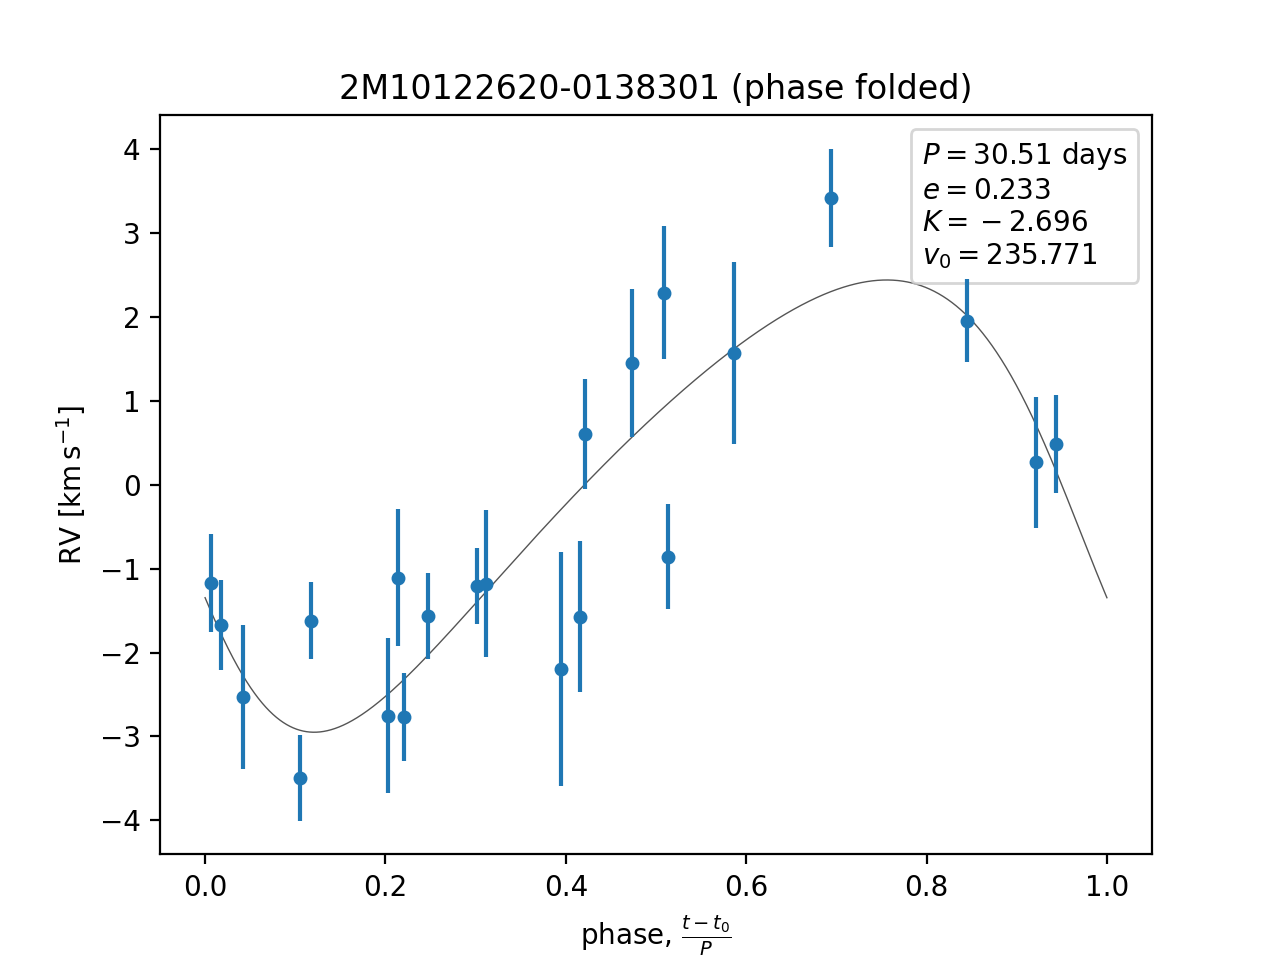 2M10122620-0138301 (phase folded)
P = 30.51 days
e = 0.233
K = −2.696
v₀ = 235.771
RV [km s⁻¹]
4
3
2
1
0
−1
−2
−3
−4
0.0 0.2 0.4 0.6 0.8 1.0
phase, (t − t₀)/P